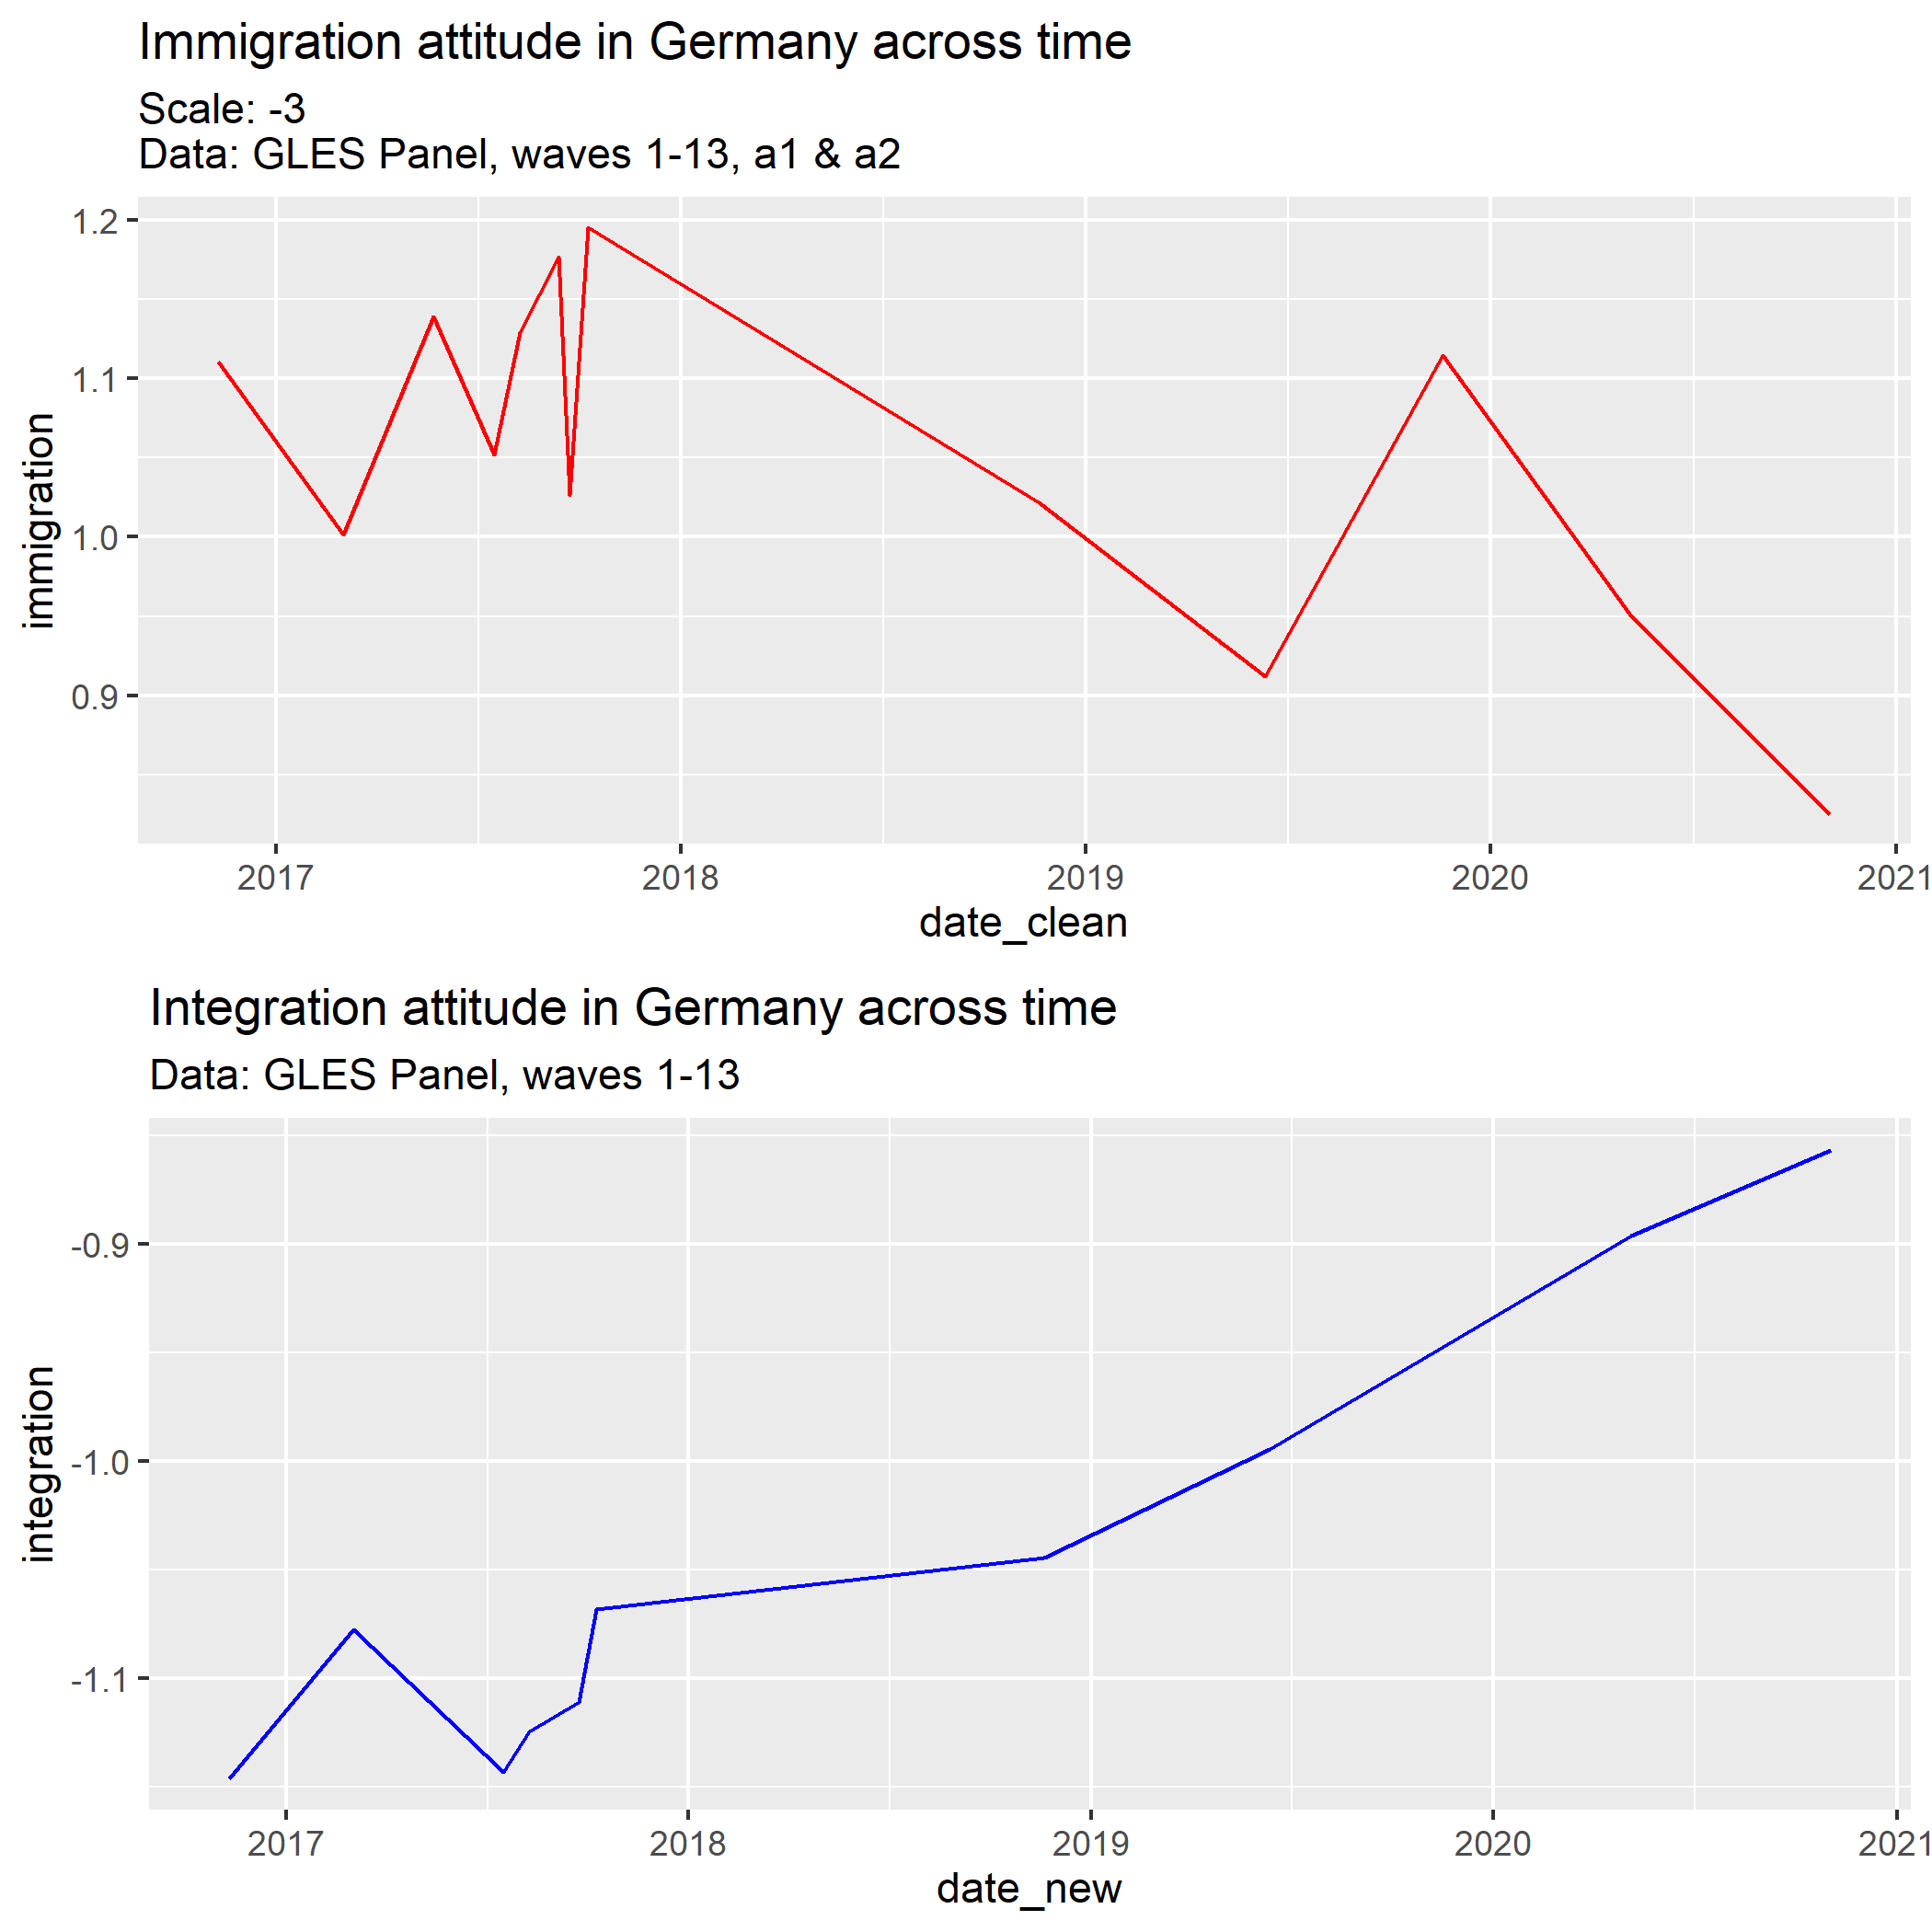 Immigration attitude in Germany across time
Scale: -3
Data: GLES Panel, waves 1-13, a1 & a2
1.2
1.1
1.0
0.9
immigration
2017 2018 2019 2020 2021
date_clean
Integration attitude in Germany across time
Data: GLES Panel, waves 1-13
-0.9
-1.0
-1.1
integration
2017 2018 2019 2020 2021
date_new